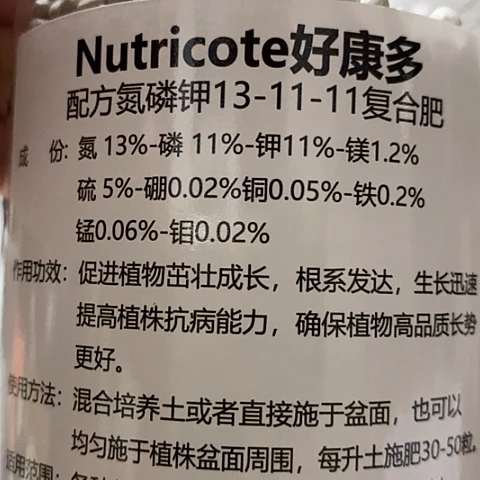 Nutricote好康多
配方氮磷钾13-11-11复合肥
成 份: 氮 13%-磷 11%-钾11%-镁1.2%
硫 5%-硼0.02%铜0.05%-铁0.2%
锰0.06%-钼0.02%
作用功效: 促进植物茁壮成长，根系发达，生长迅速
提高植株抗病能力，确保植物高品质长势
更好。
使用方法: 混合培养土或者直接施于盆面，也可以
均匀施于植株盆面周围，每升土施肥30-50粒。
适用范围: